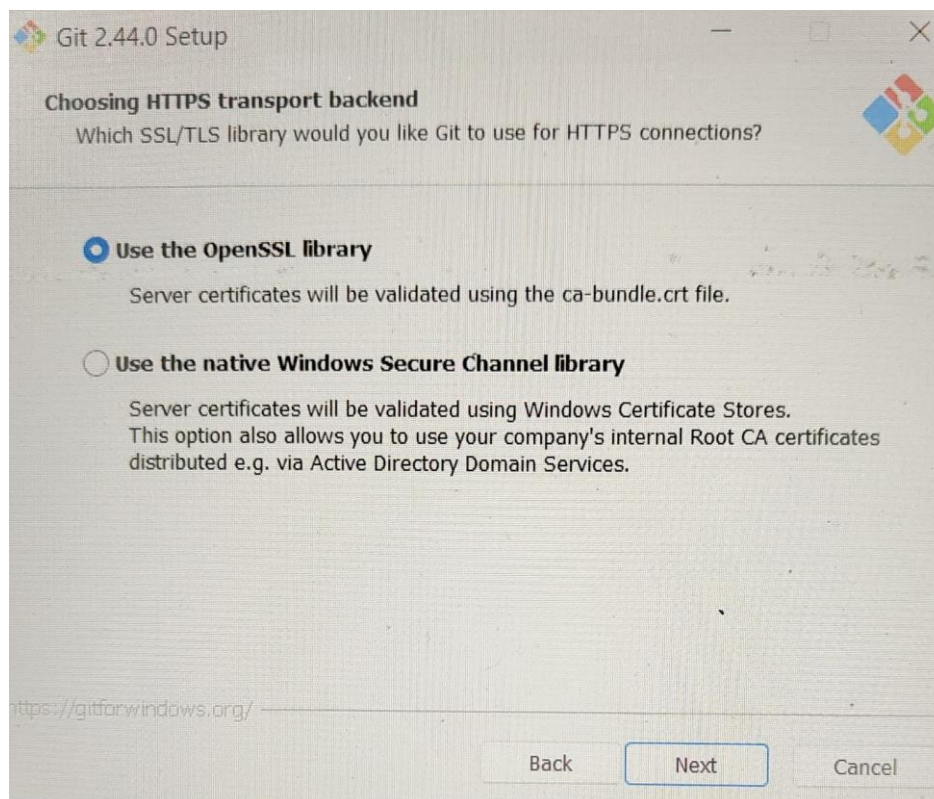 Git 2.44.0 Setup
Choosing HTTPS transport backend
Which SSL/TLS library would you like Git to use for HTTPS connections?
Use the OpenSSL library
Server certificates will be validated using the ca-bundle.crt file.
Use the native Windows Secure Channel library
Server certificates will be validated using Windows Certificate Stores.
This option also allows you to use your company's internal Root CA certificates
distributed e.g. via Active Directory Domain Services.
https://gitforwindows.org/
Back Next Cancel